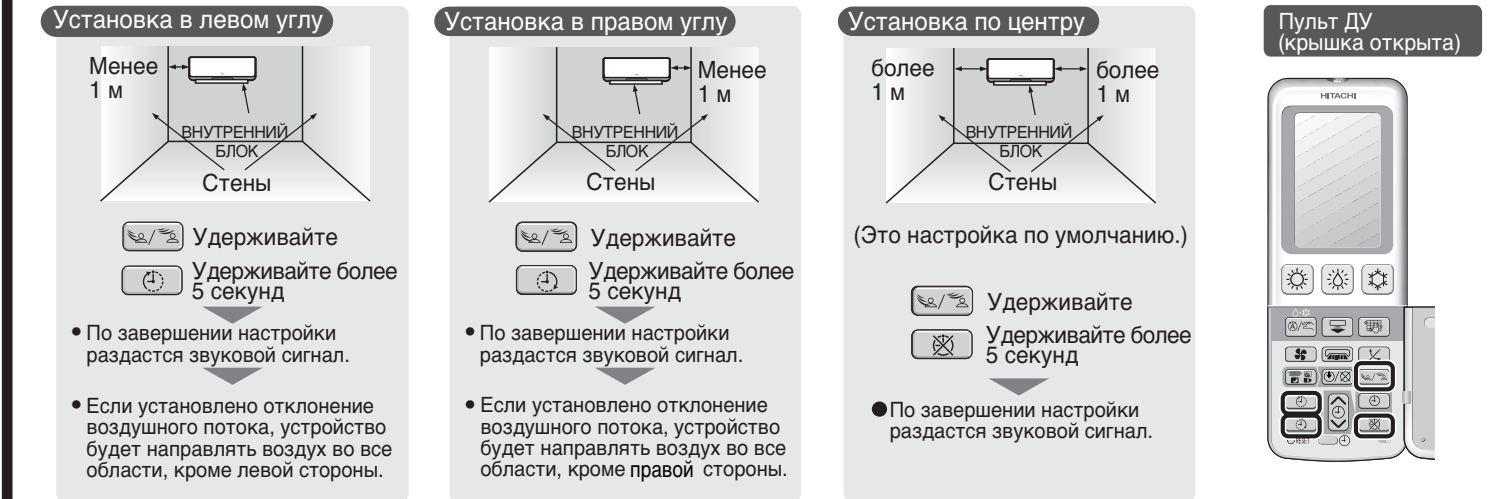 Установка в левом углу
Менее
1 м
ВНУТРЕННИЙ
БЛОК
Стены
Удерживайте
Удерживайте более
5 секунд
• По завершении настройки
раздастся звуковой сигнал.
• Если установлено отклонение
воздушного потока, устройство
будет направлять воздух во все
области, кроме левой стороны.
Установка в правом углу
Менее
1 м
ВНУТРЕННИЙ
БЛОК
Стены
Удерживайте
Удерживайте более
5 секунд
• По завершении настройки
раздастся звуковой сигнал.
• Если установлено отклонение
воздушного потока, устройство
будет направлять воздух во все
области, кроме правой стороны.
Установка по центру
более
1 м
более
1 м
ВНУТРЕННИЙ
БЛОК
Стены
(Это настройка по умолчанию.)
Удерживайте
Удерживайте более
5 секунд
●По завершении настройки
раздастся звуковой сигнал.
Пульт ДУ
(крышка открыта)
HITACHI
RESET